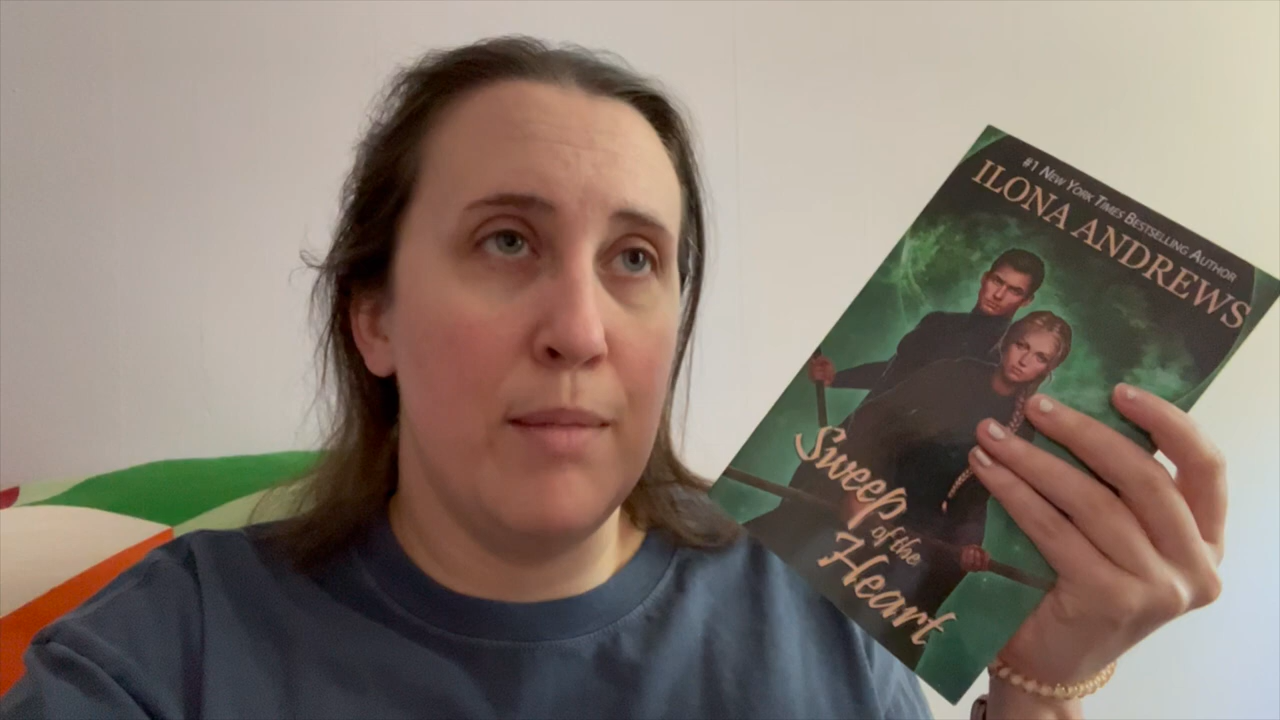 #1 New York Times Bestselling Author
ILONA ANDREWS
Sweep
of the
Heart